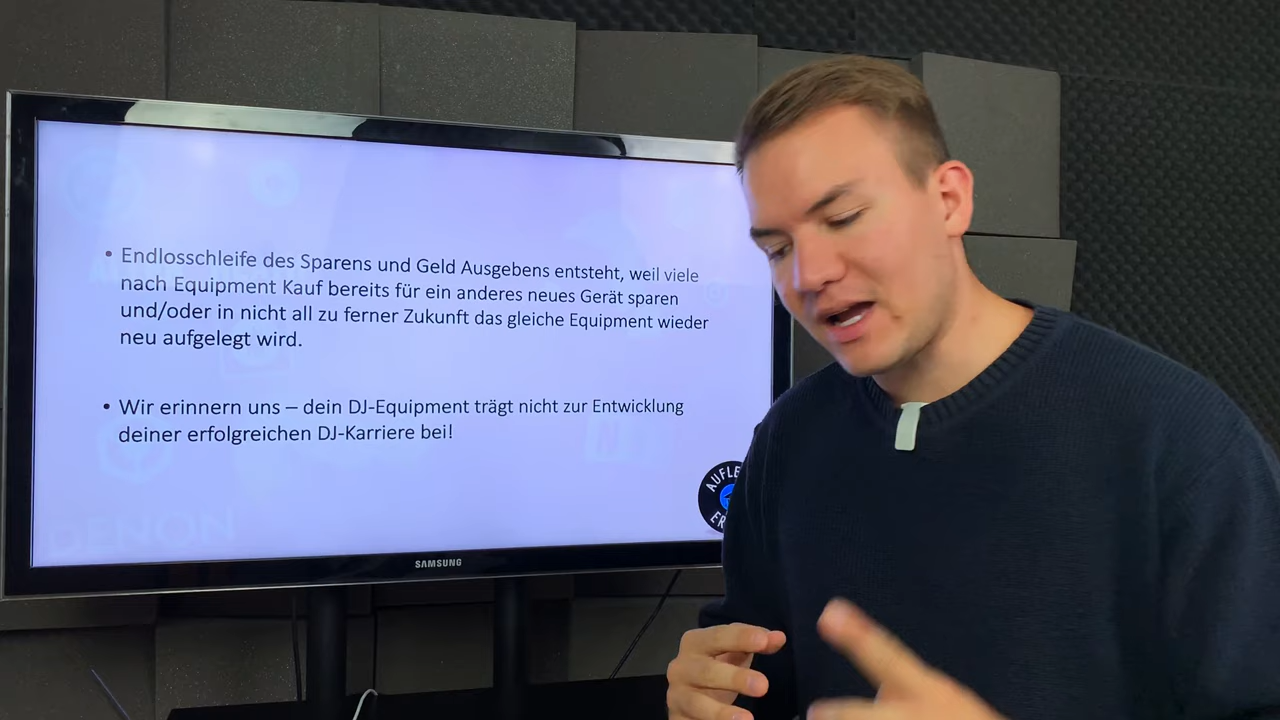 • Endlosschleife des Sparens und Geld Ausgebens entsteht, weil viele
nach Equipment Kauf bereits für ein anderes neues Gerät sparen
und/oder in nicht all zu ferner Zukunft das gleiche Equipment wieder
neu aufgelegt wird.
• Wir erinnern uns – dein DJ-Equipment trägt nicht zur Entwicklung
deiner erfolgreichen DJ-Karriere bei!
DENON
SAMSUNG